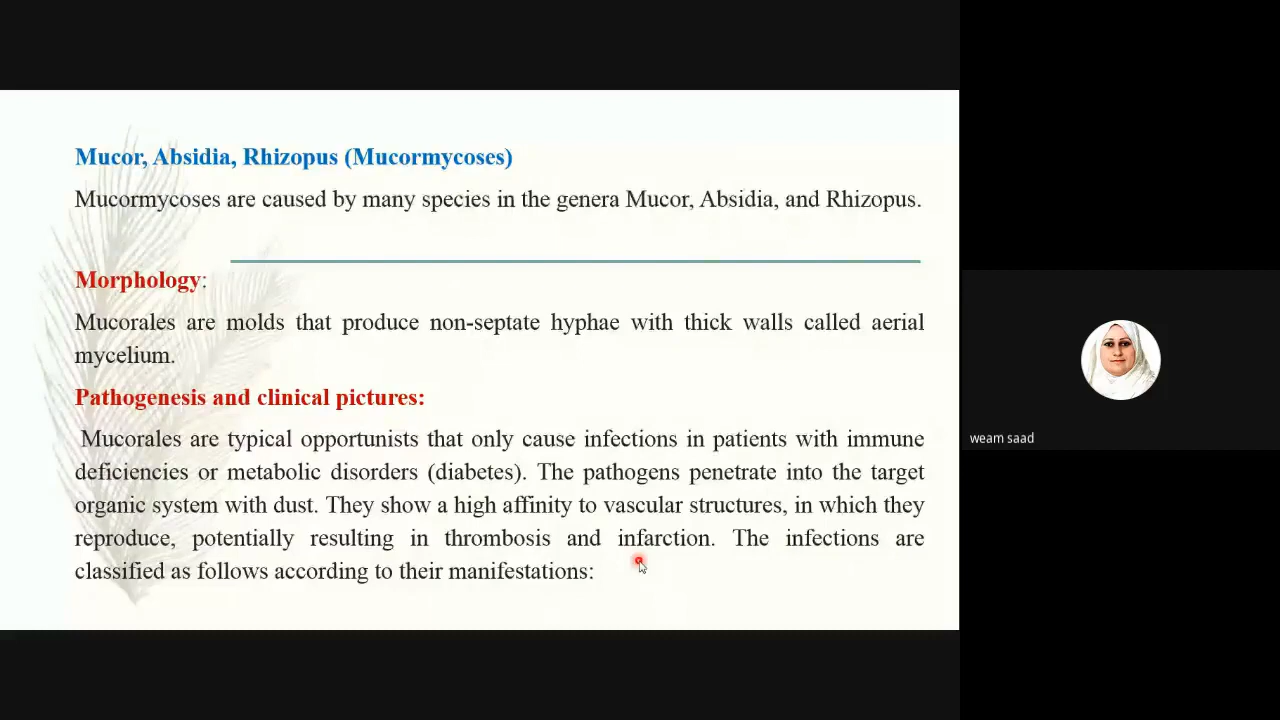 Mucor, Absidia, Rhizopus (Mucormycoses)
Mucormycoses are caused by many species in the genera Mucor, Absidia, and Rhizopus.
Morphology:
Mucorales are molds that produce non-septate hyphae with thick walls called aerial
mycelium.
Pathogenesis and clinical pictures:
Mucorales are typical opportunists that only cause infections in patients with immune
deficiencies or metabolic disorders (diabetes). The pathogens penetrate into the target
organic system with dust. They show a high affinity to vascular structures, in which they
reproduce, potentially resulting in thrombosis and infarction. The infections are
classified as follows according to their manifestations:
weam saad